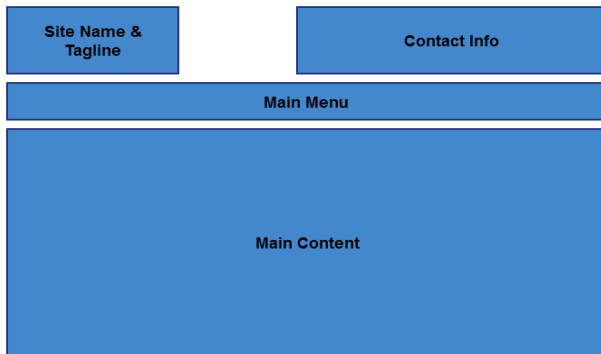 Site Name &
Tagline
Contact Info
Main Menu
Main Content